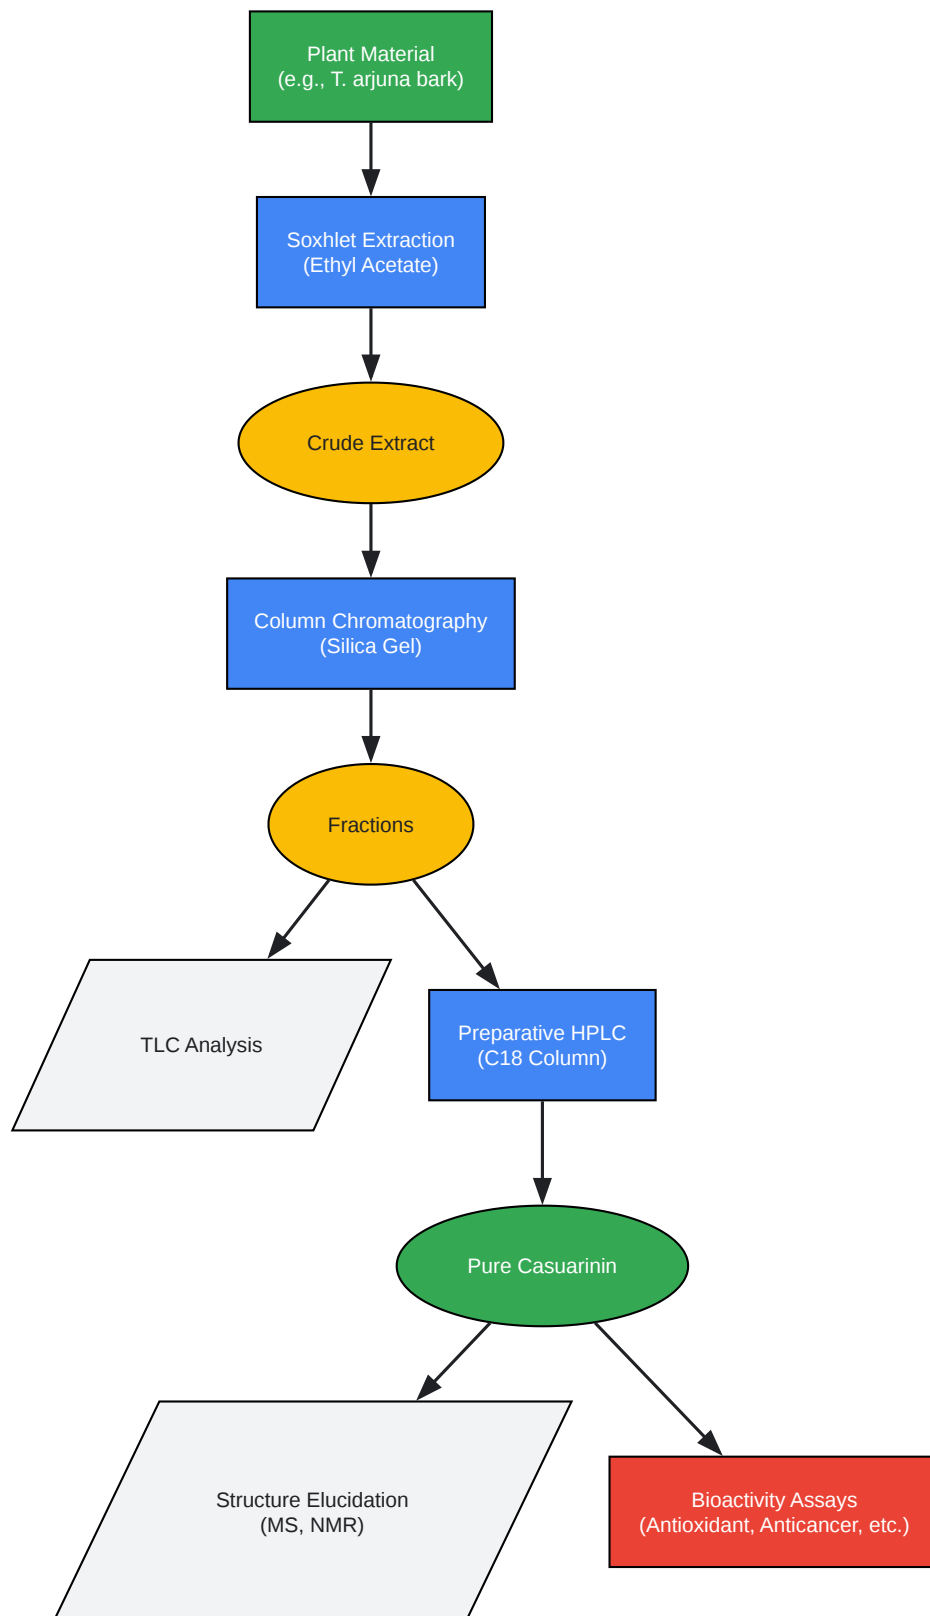 Plant Material
(e.g., T. arjuna bark)
Soxhlet Extraction
(Ethyl Acetate)
Crude Extract
Column Chromatography
(Silica Gel)
Fractions
TLC Analysis
Preparative HPLC
(C18 Column)
Pure Casuarinin
Structure Elucidation
(MS, NMR)
Bioactivity Assays
(Antioxidant, Anticancer, etc.)